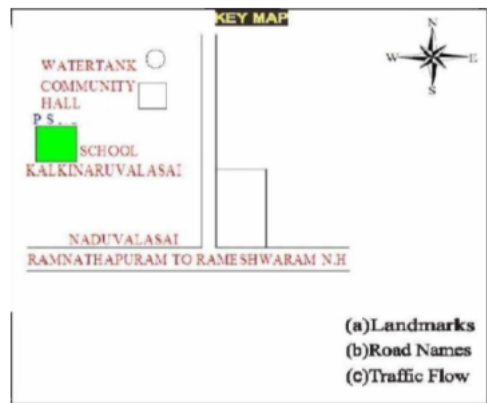 KEY MAP
N
W E
S
WATERTANK
COMMUNITY
HALL
P S...
SCHOOL
KALKINARUVALASAI
NADUVALASAI
RAMNATHAPURAM TO RAMESHWARAM N.H
(a)Landmarks
(b)Road Names
(c)Traffic Flow